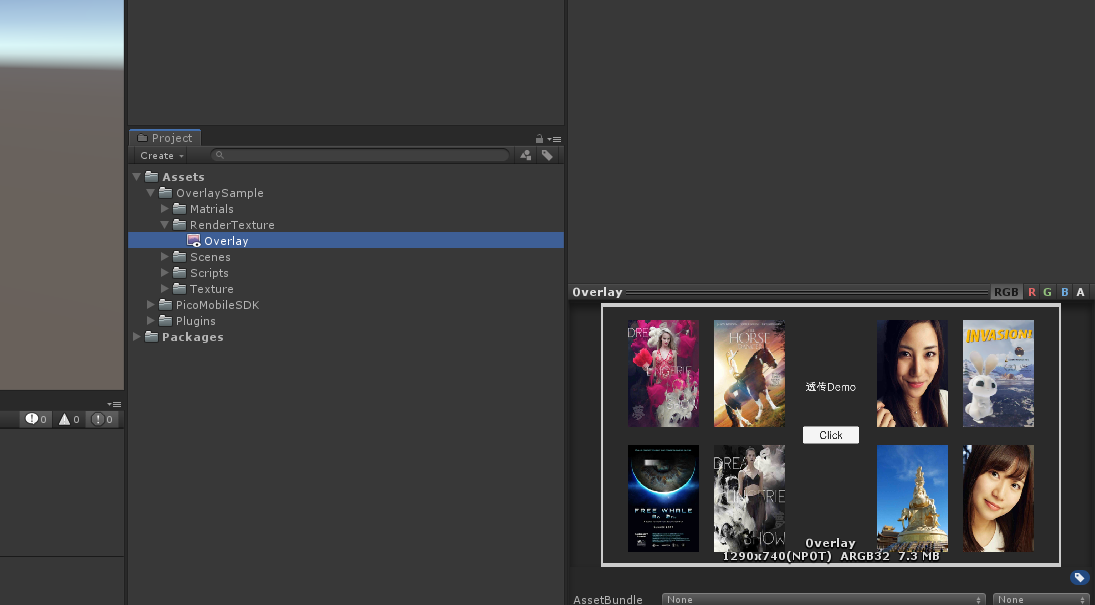 Project
Create
Assets
OverlaySample
Matrials
RenderTexture
Overlay
Scenes
Scripts
Texture
PicoMobileSDK
Plugins
Packages
0 0 0
Overlay RGB R G B A
HORSE
INVASION!
透传Demo
Click
FREE WHALE
SHOW
Overlay
1290x740(NPOT) ARGB32 7.3 MB
AssetBundle None None